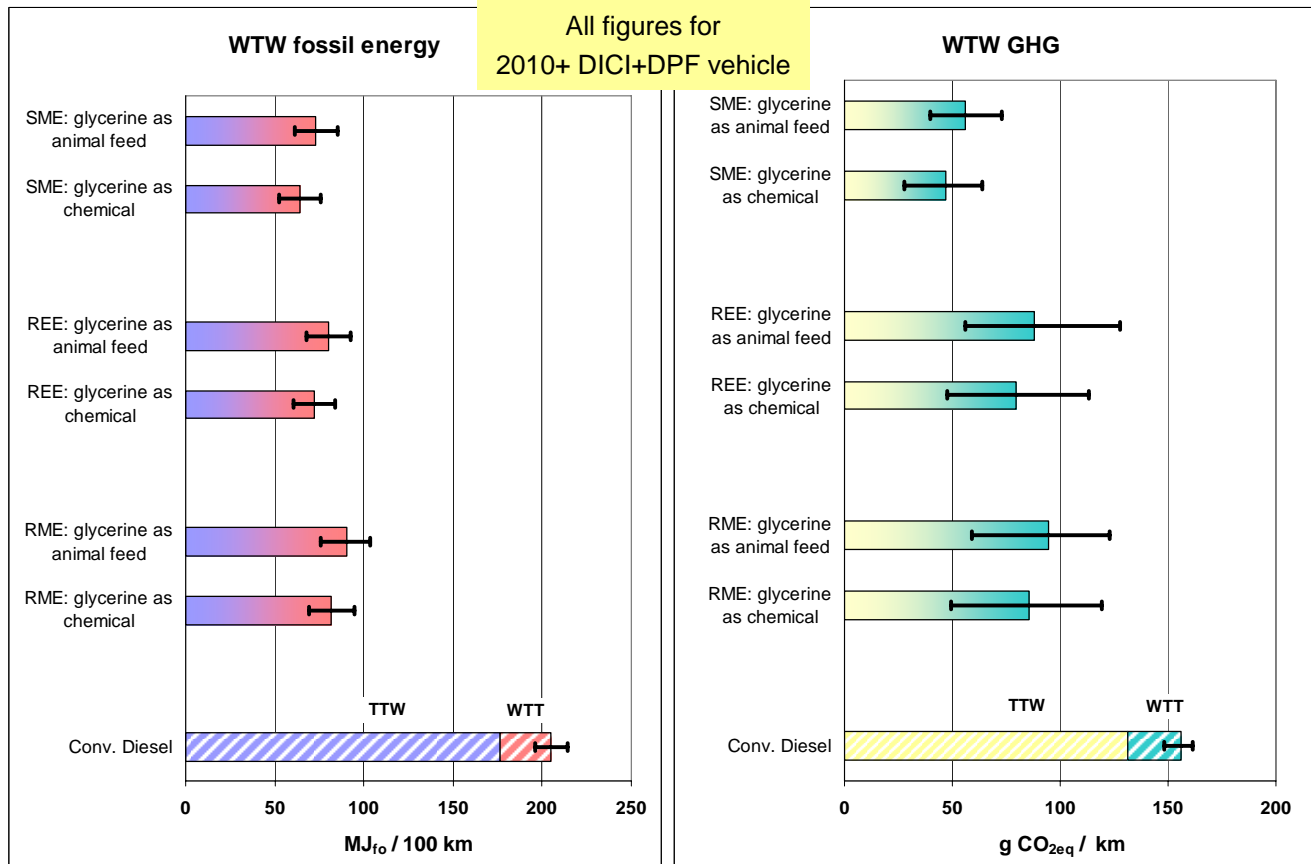 All figures for
2010+ DICI+DPF vehicle
WTW fossil energy
SME: glycerine as
animal feed
SME: glycerine as
chemical
REE: glycerine as
animal feed
REE: glycerine as
chemical
RME: glycerine as
animal feed
RME: glycerine as
chemical
TTW
WTT
Conv. Diesel
0 50 100 150 200 250
MJfo / 100 km
WTW GHG
SME: glycerine
as animal feed
SME: glycerine
as chemical
REE: glycerine
as animal feed
REE: glycerine
as chemical
RME: glycerine
as animal feed
RME: glycerine
as chemical
TTW
WTT
Conv. Diesel
0 50 100 150 200
g CO2eq / km